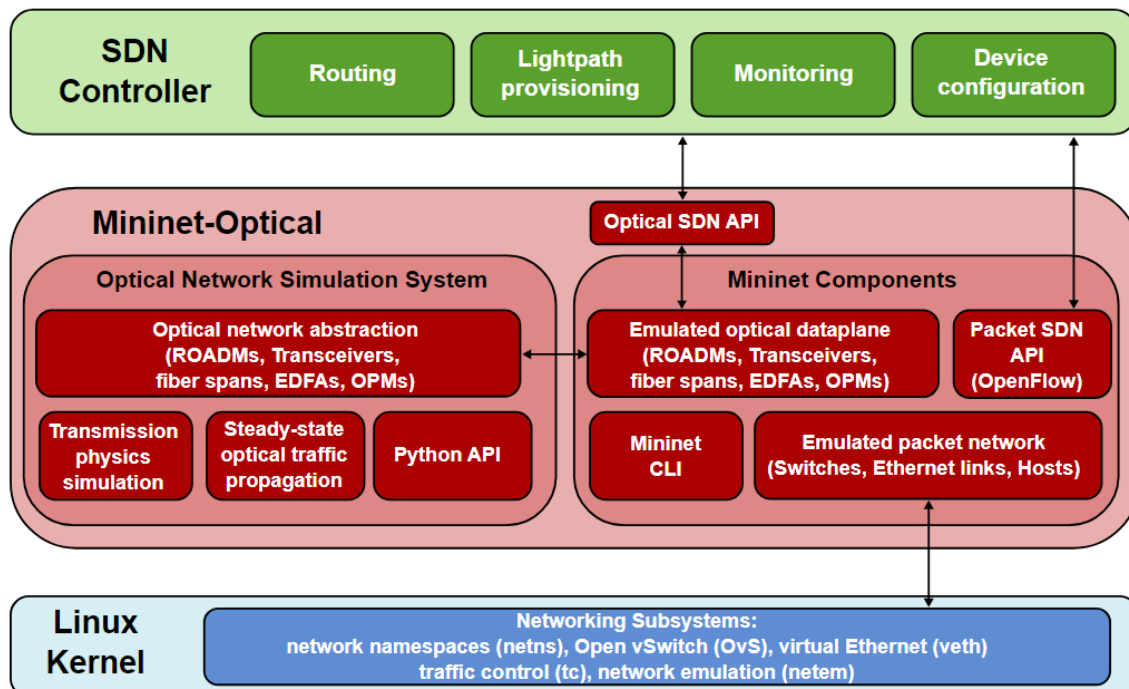 SDN
Controller
Routing
Lightpath
provisioning
Monitoring
Device
configuration
Mininet-Optical
Optical SDN API
Optical Network Simulation System
Optical network abstraction
(ROADMs, Transceivers,
fiber spans, EDFAs, OPMs)
Transmission
physics
simulation
Steady-state
optical traffic
propagation
Python API
Mininet Components
Emulated optical dataplane
(ROADMs, Transceivers,
fiber spans, EDFAs, OPMs)
Packet SDN
API
(OpenFlow)
Mininet
CLI
Emulated packet network
(Switches, Ethernet links, Hosts)
Linux
Kernel
Networking Subsystems:
network namespaces (netns), Open vSwitch (OvS), virtual Ethernet (veth)
traffic control (tc), network emulation (netem)